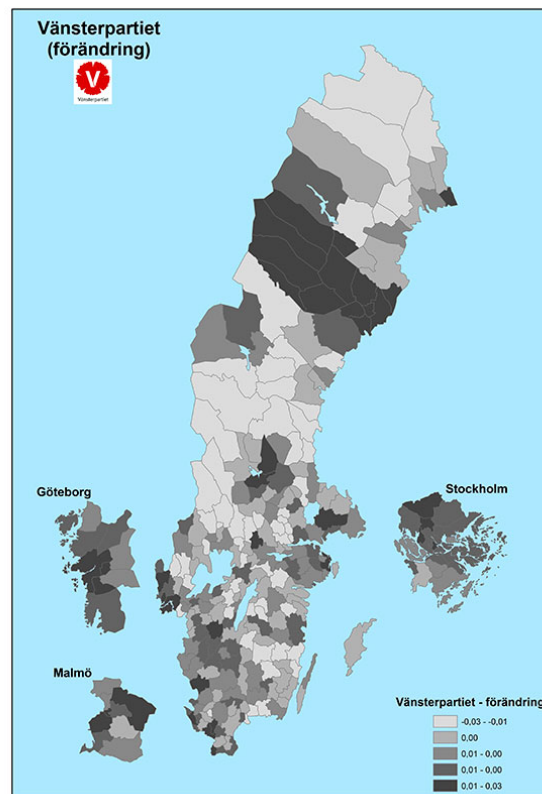 Vänsterpartiet
(förändring)
V
Vänsterpartiet
Göteborg
Stockholm
Malmö
Vänsterpartiet - förändring
-0,03 - -0,01
0,00
0,01 - 0,00
0,01 - 0,00
0,01 - 0,03